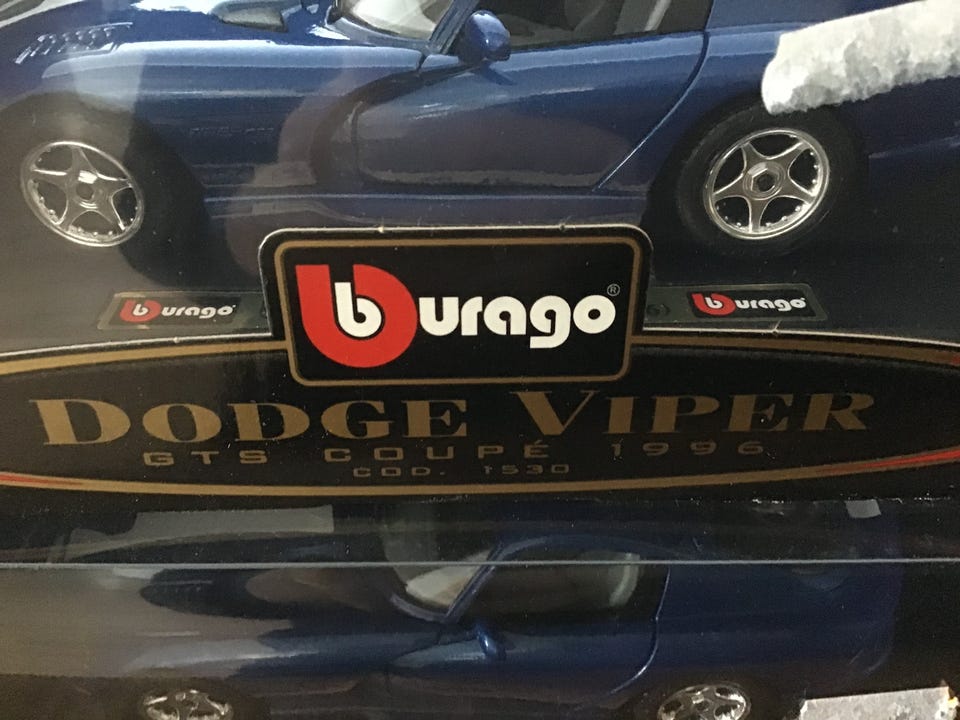 burago®
burago
burago
DODGE VIPER
GTS COUPÉ 1996
COD. 1530